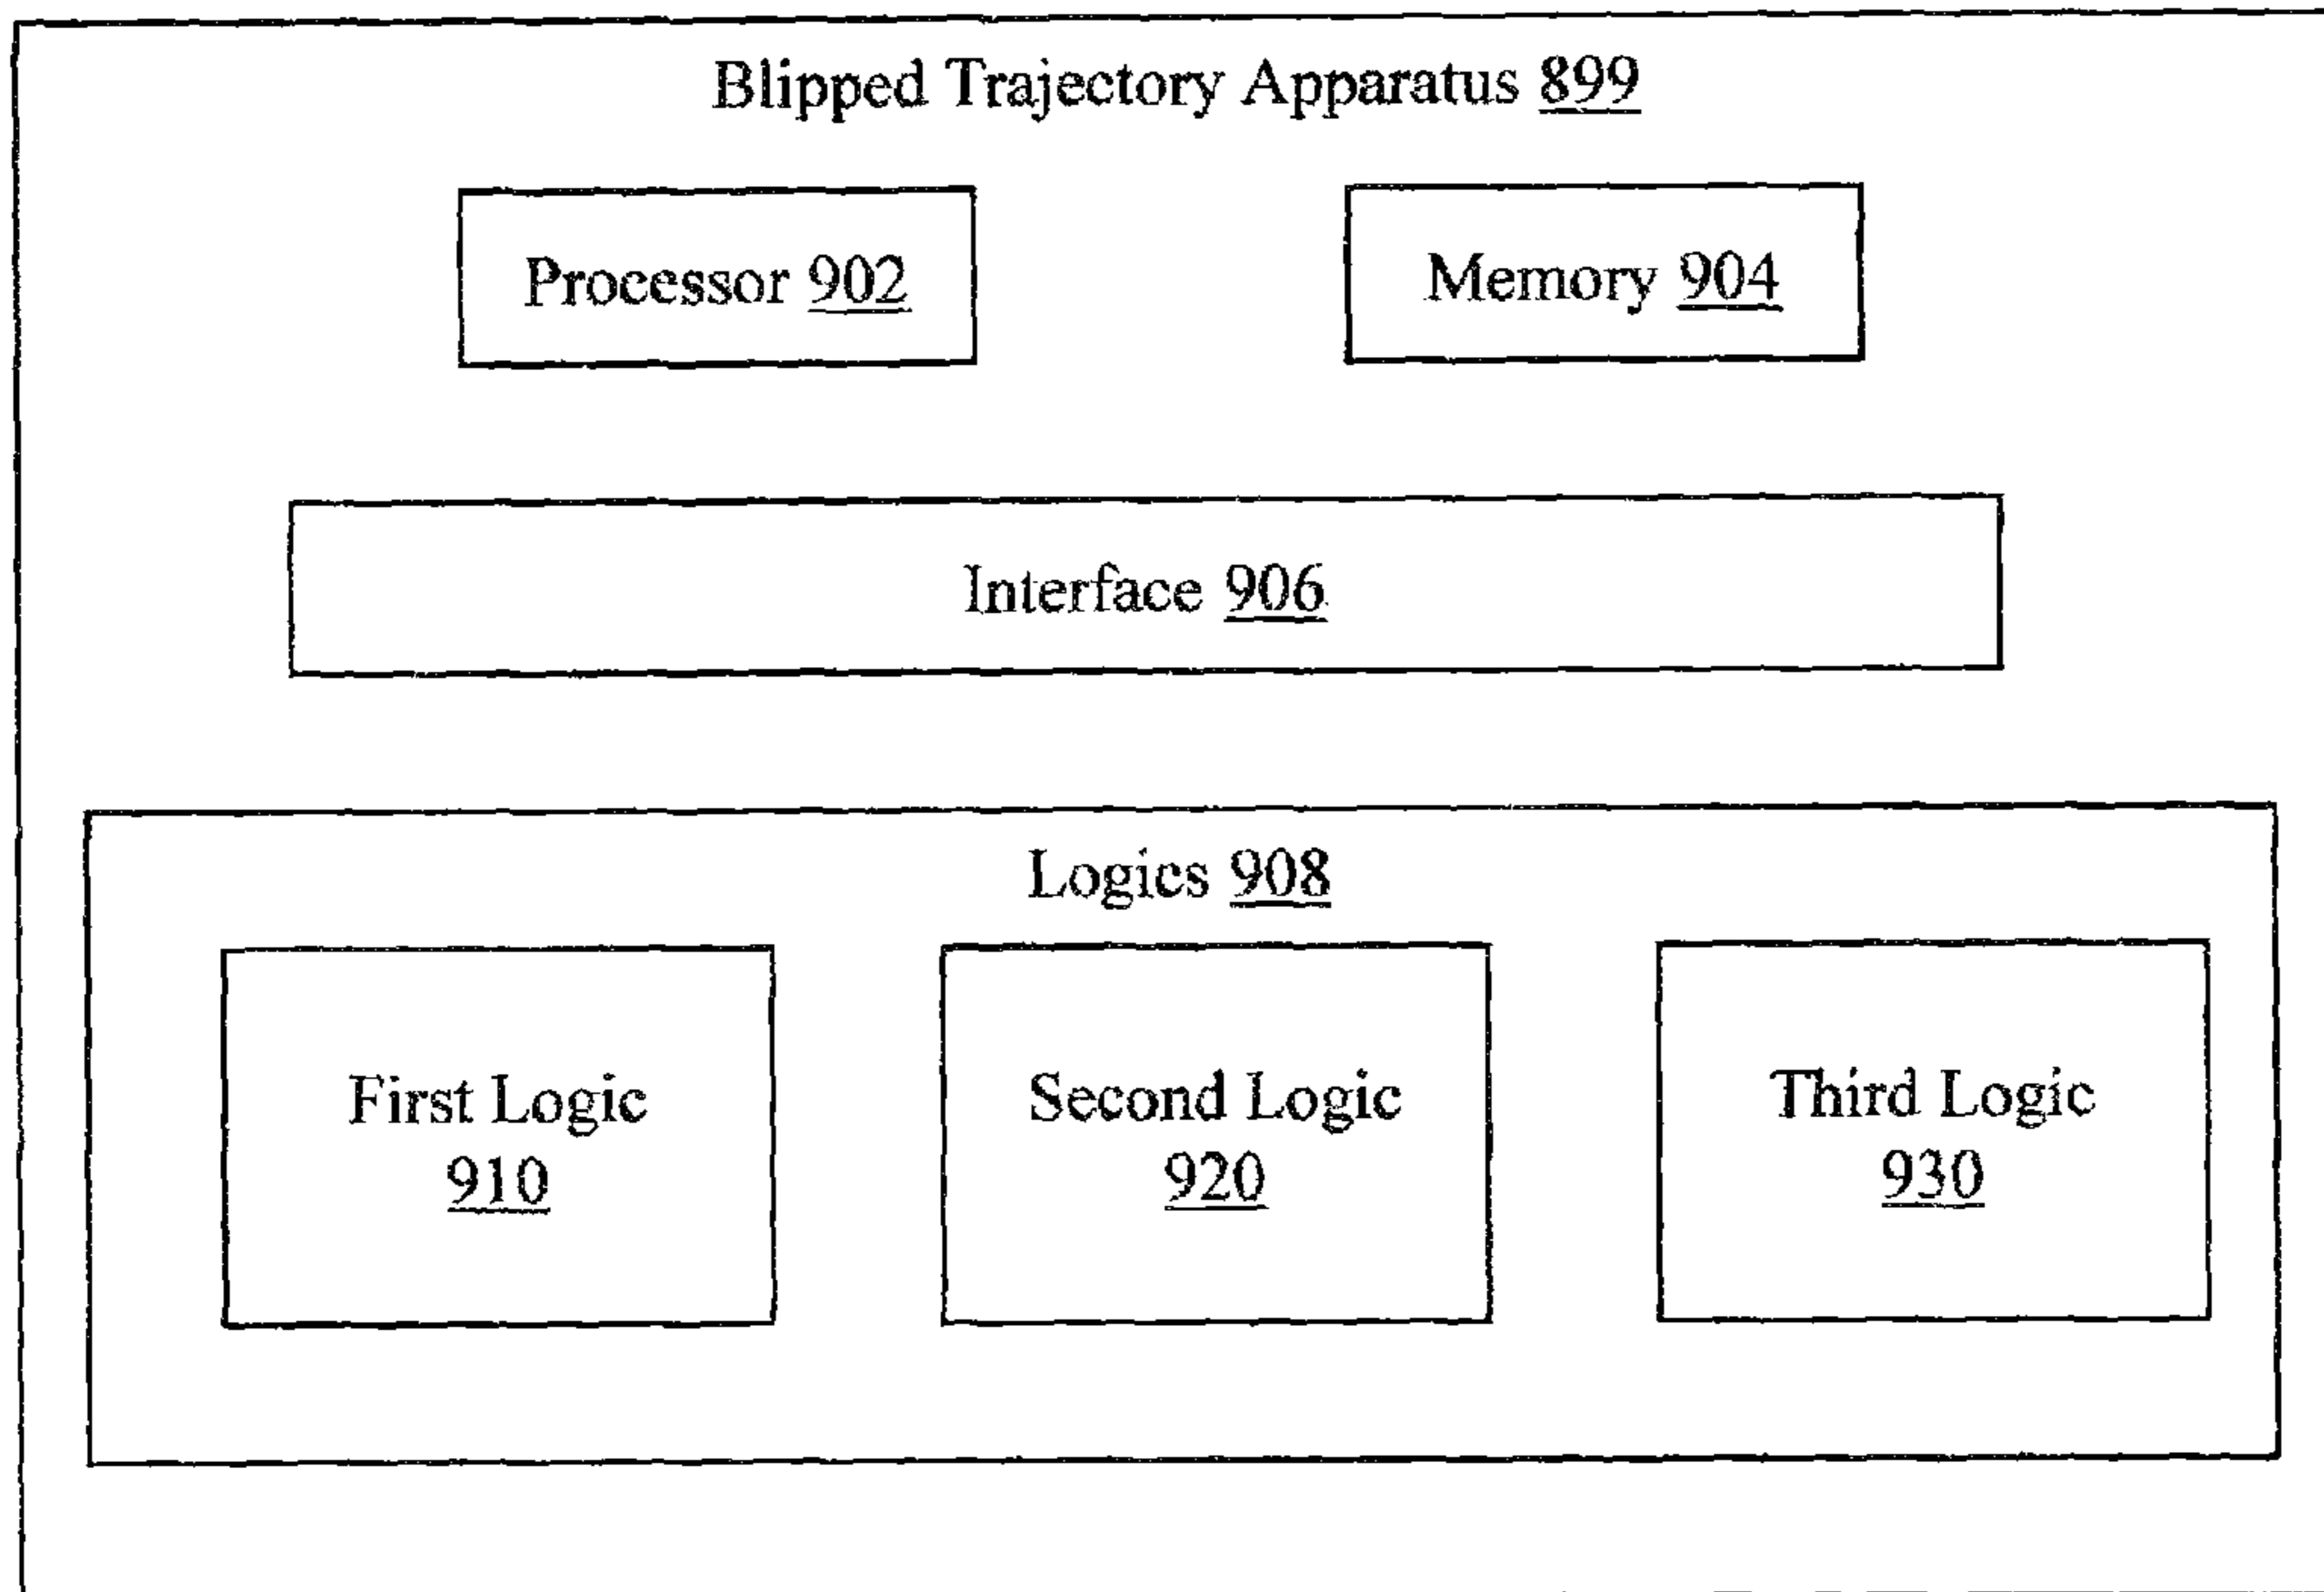 Blipped Trajectory Apparatus 899
Processor 902
Memory 904
Interface 906
Logics 908
First Logic
910
Second Logic
920
Third Logic
930